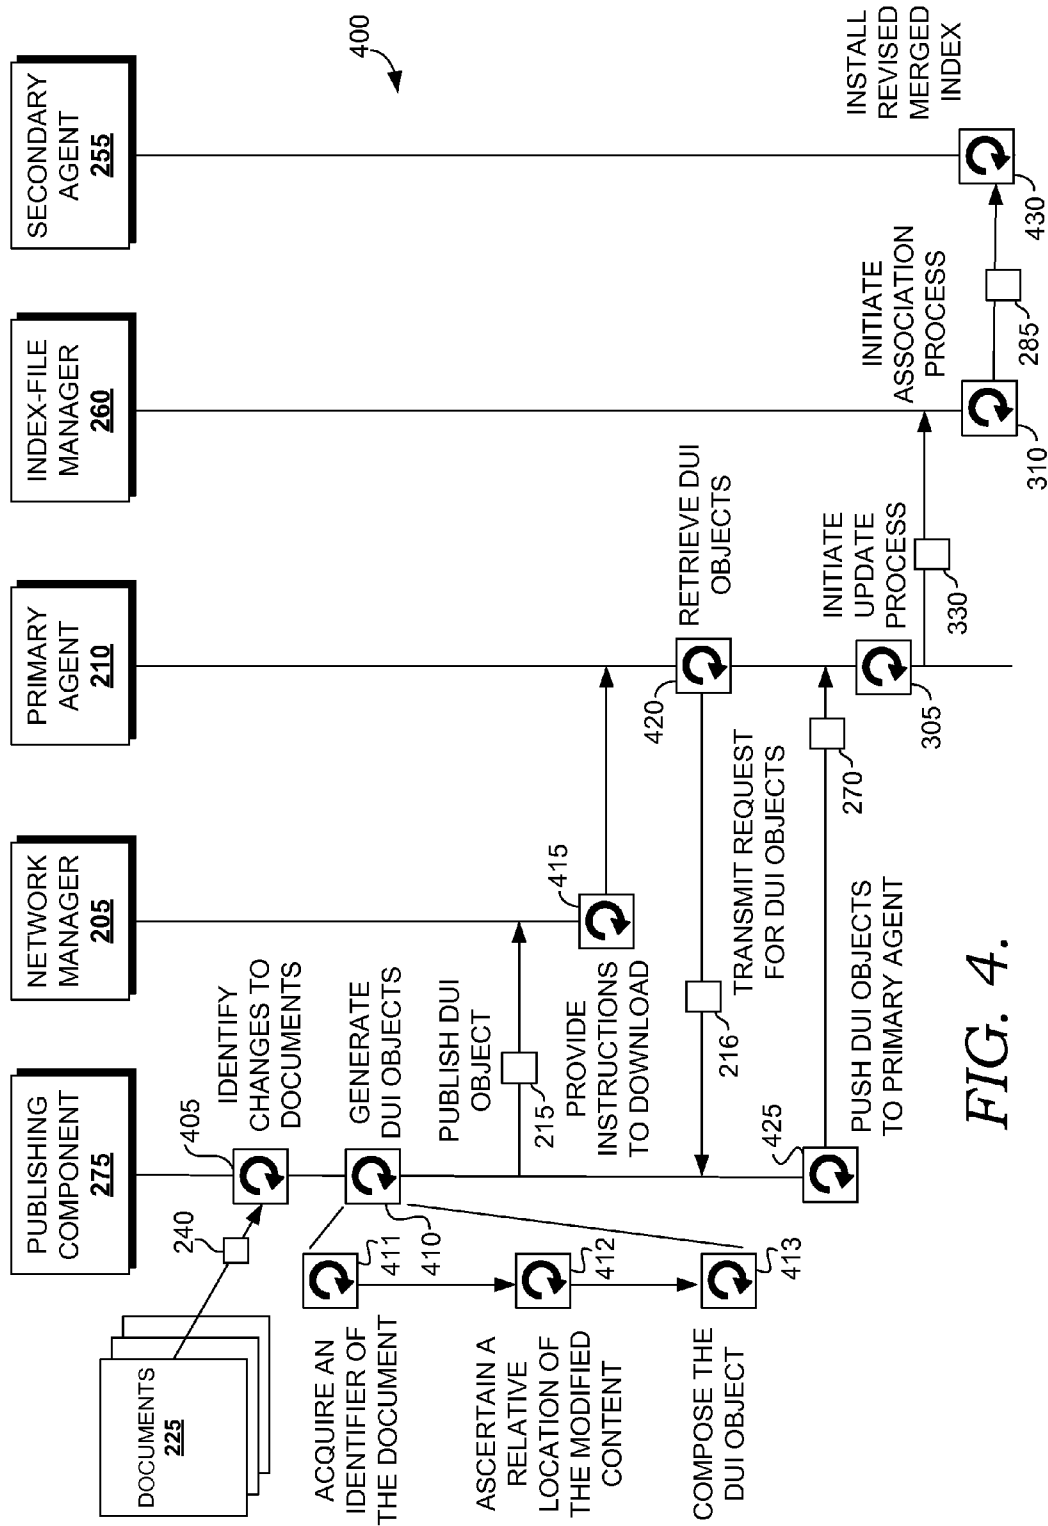 PUBLISHING
COMPONENT
275
NETWORK
MANAGER
205
PRIMARY
AGENT
210
INDEX-FILE
MANAGER
260
SECONDARY
AGENT
255
400
DOCUMENTS
225
240
405
IDENTIFY
CHANGES TO
DOCUMENTS
GENERATE
DUI OBJECTS
410
411
ACQUIRE AN
IDENTIFIER OF
THE DOCUMENT
412
ASCERTAIN A
RELATIVE
LOCATION OF
THE MODIFIED
CONTENT
413
COMPOSE THE
DUI OBJECT
PUBLISH DUI
OBJECT
215
PROVIDE
INSTRUCTIONS
TO DOWNLOAD
415
RETRIEVE DUI
OBJECTS
420
216
TRANSMIT REQUEST
FOR DUI OBJECTS
425
PUSH DUI OBJECTS
TO PRIMARY AGENT
270
INITIATE
UPDATE
PROCESS
305
330
INITIATE
ASSOCIATION
PROCESS
310
285
INSTALL
REVISED
MERGED
INDEX
430
FIG. 4.